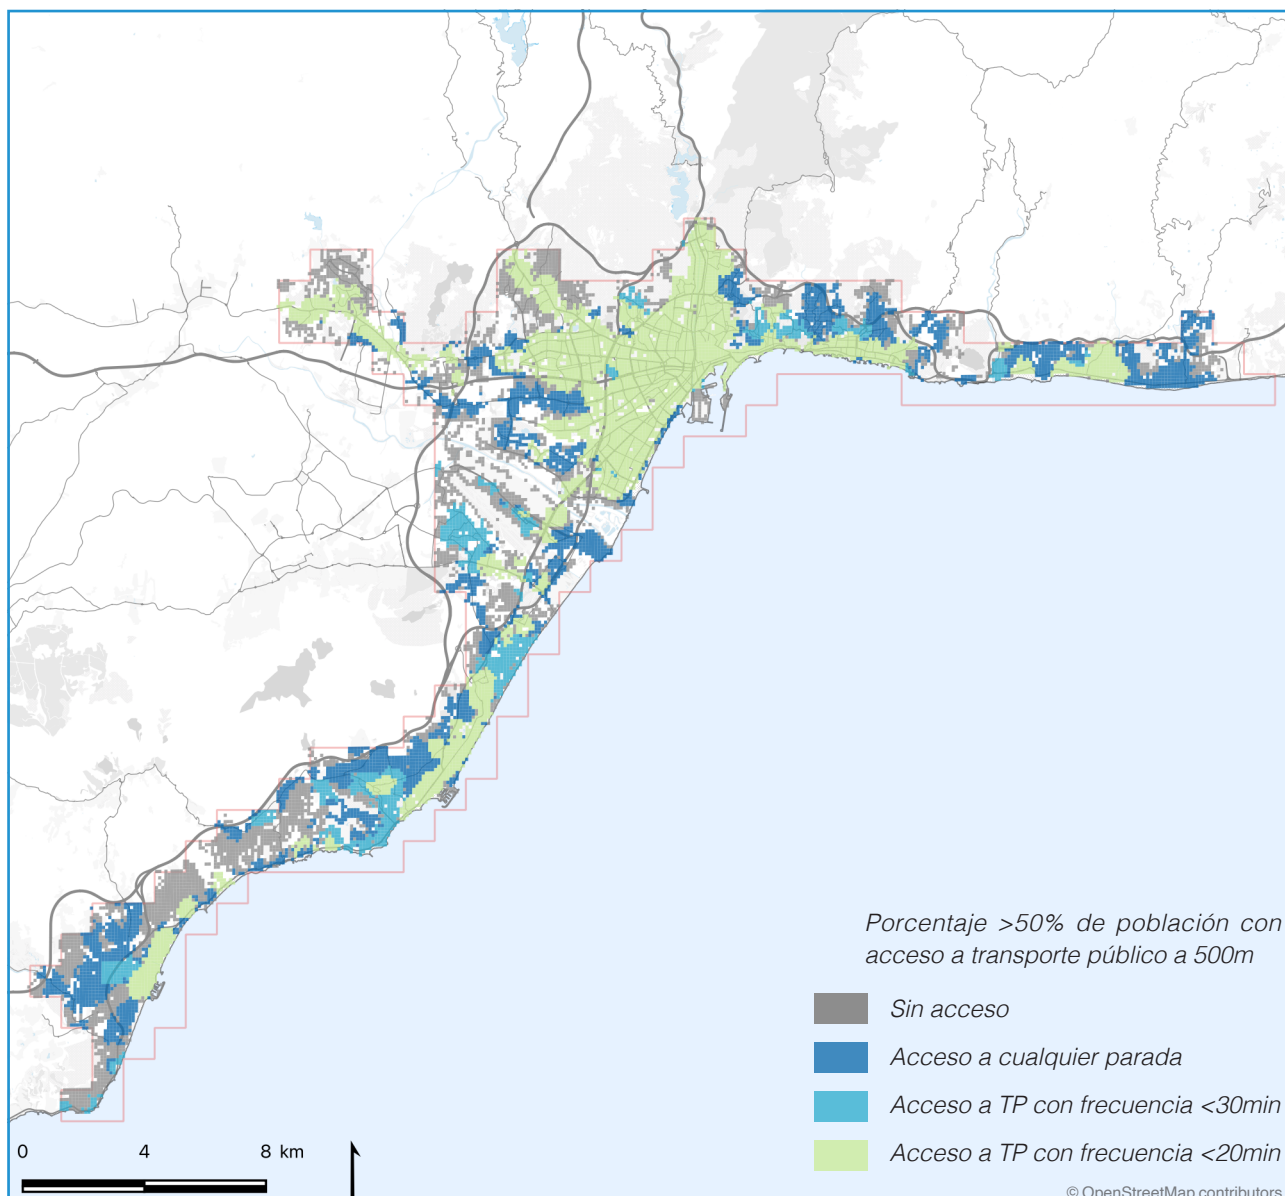 Porcentaje >50% de población con
acceso a transporte público a 500m
Sin acceso
Acceso a cualquier parada
Acceso a TP con frecuencia <30min
Acceso a TP con frecuencia <20min
0 4 8 km
© OpenStreetMap contributors